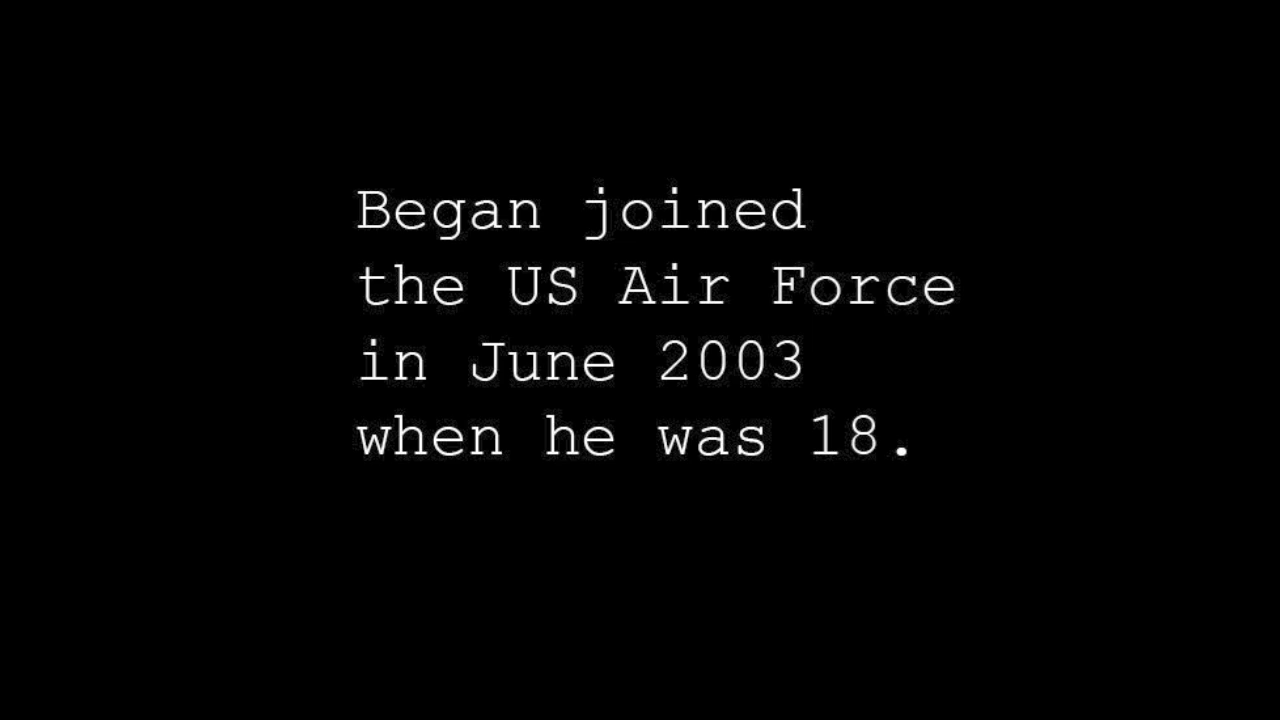 Began joined
the US Air Force
in June 2003
when he was 18.